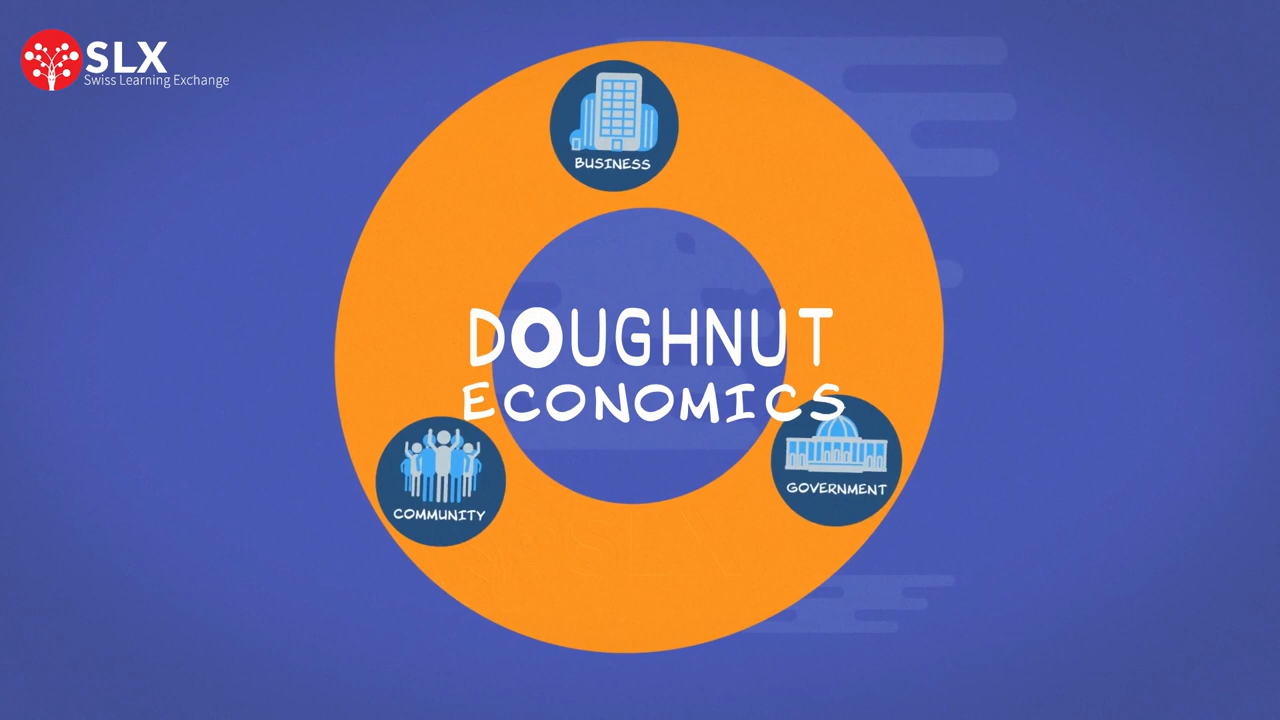 SLX
Swiss Learning Exchange
BUSINESS
DOUGHNUT
ECONOMICS
COMMUNITY
GOVERNMENT